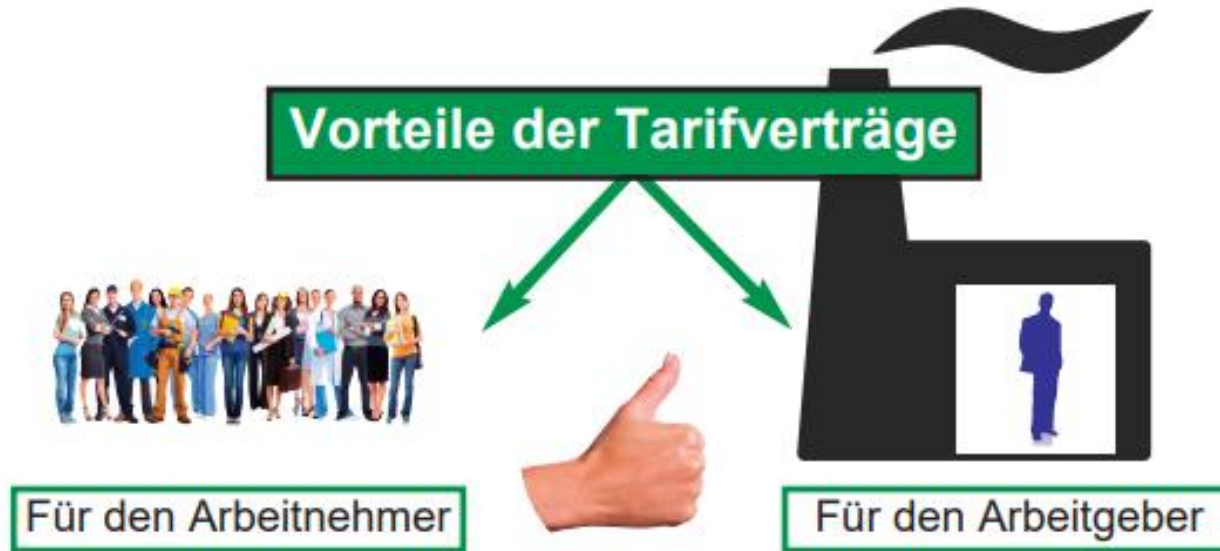 Vorteile der Tarifverträge
Für den Arbeitnehmer
Für den Arbeitgeber